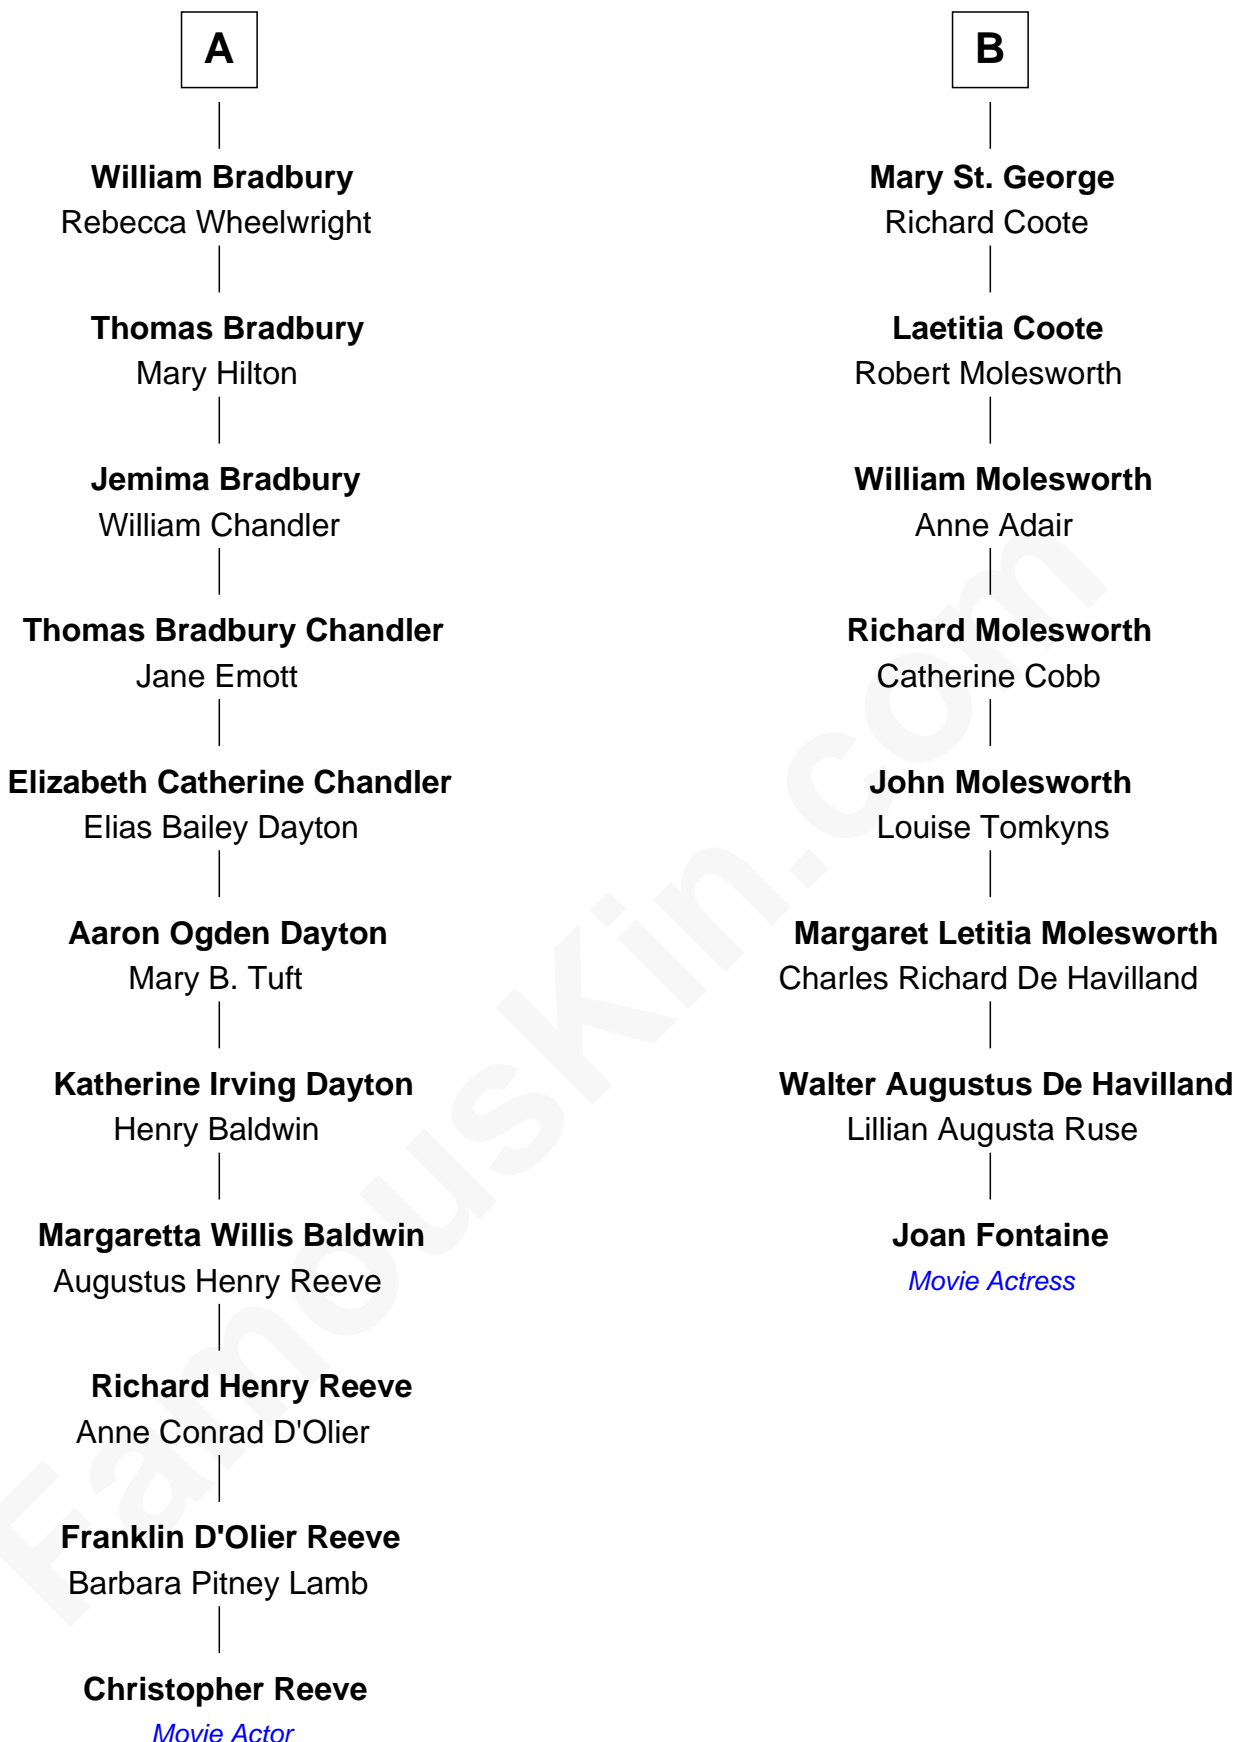 A
William Bradbury
Rebecca Wheelwright
Thomas Bradbury
Mary Hilton
Jemima Bradbury
William Chandler
Thomas Bradbury Chandler
Jane Emott
Elizabeth Catherine Chandler
Elias Bailey Dayton
Aaron Ogden Dayton
Mary B. Tuft
Katherine Irving Dayton
Henry Baldwin
Margaretta Willis Baldwin
Augustus Henry Reeve
Richard Henry Reeve
Anne Conrad D'Olier
Franklin D'Olier Reeve
Barbara Pitney Lamb
Christopher Reeve
Movie Actor
B
Mary St. George
Richard Coote
Laetitia Coote
Robert Molesworth
William Molesworth
Anne Adair
Richard Molesworth
Catherine Cobb
John Molesworth
Louise Tomkyns
Margaret Letitia Molesworth
Charles Richard De Havilland
Walter Augustus De Havilland
Lillian Augusta Ruse
Joan Fontaine
Movie Actress
FamousKin.com